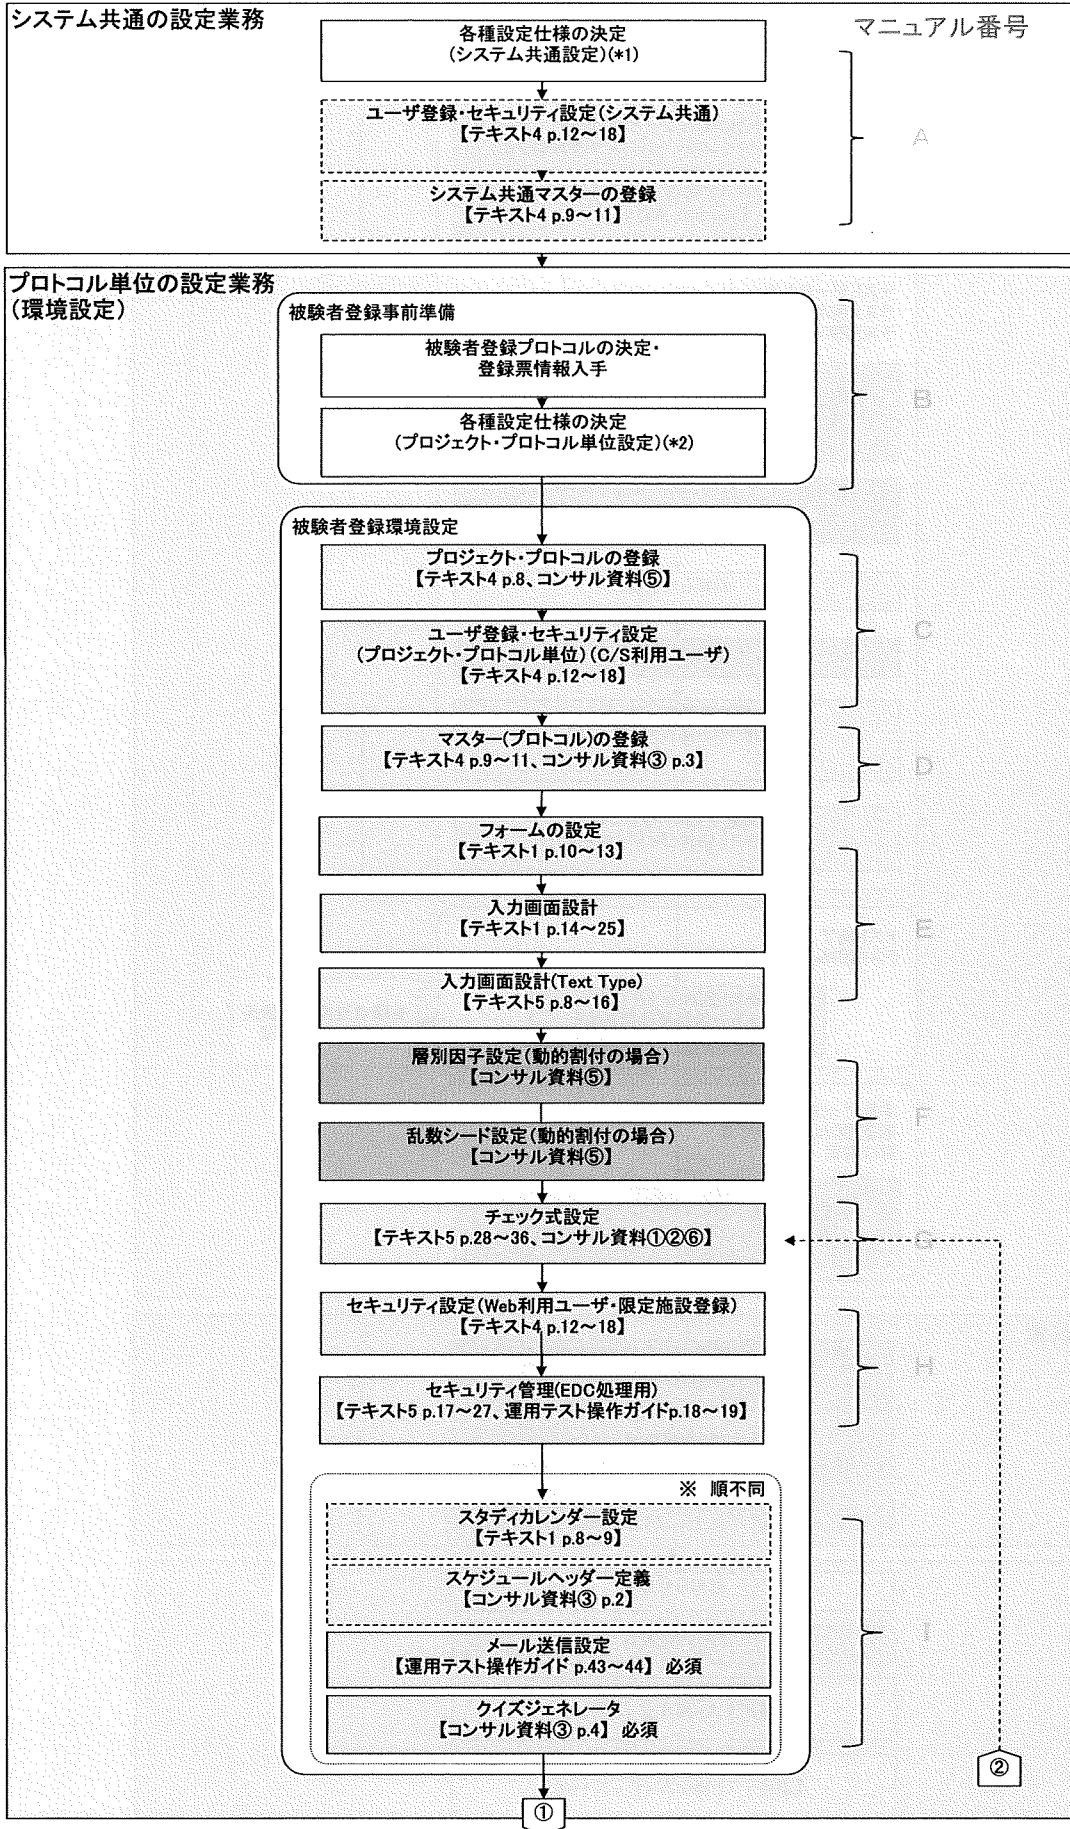 システム共通の設定業務
マニュアル番号
各種設定仕様の決定
(システム共通設定)(*1)
ユーザ登録・セキュリティ設定(システム共通)
【テキスト4 p.12～18】
A
システム共通マスターの登録
【テキスト4 p.9～11】
プロトコル単位の設定業務
(環境設定)
被験者登録事前準備
被験者登録プロトコルの決定・
登録票情報入手
B
各種設定仕様の決定
(プロジェクト・プロトコル単位設定)(*2)
被験者登録環境設定
プロジェクト・プロトコルの登録
【テキスト4 p.8、コンサル資料⑤】
C
ユーザ登録・セキュリティ設定
(プロジェクト・プロトコル単位)(C/S利用ユーザ)
【テキスト4 p.12～18】
マスター(プロトコル)の登録
【テキスト4 p.9～11、コンサル資料③ p.3】
D
フォームの設定
【テキスト1 p.10～13】
入力画面設計
【テキスト1 p.14～25】
E
入力画面設計(Text Type)
【テキスト5 p.8～16】
層別因子設定(動的割付の場合)
【コンサル資料⑤】
F
乱数シード設定(動的割付の場合)
【コンサル資料⑤】
チェック式設定
【テキスト5 p.28～36、コンサル資料①②⑥】
G
セキュリティ設定(Web利用ユーザ・限定施設登録)
【テキスト4 p.12～18】
H
セキュリティ管理(EDC処理用)
【テキスト5 p.17～27、運用テスト操作ガイドp.18～19】
※ 順不同
スタディカレンダー設定
【テキスト1 p.8～9】
スケジュールヘッダー定義
【コンサル資料③ p.2】
I
メール送信設定
【運用テスト操作ガイド p.43～44】 必須
クイズジェネレータ
【コンサル資料③ p.4】 必須
②
①